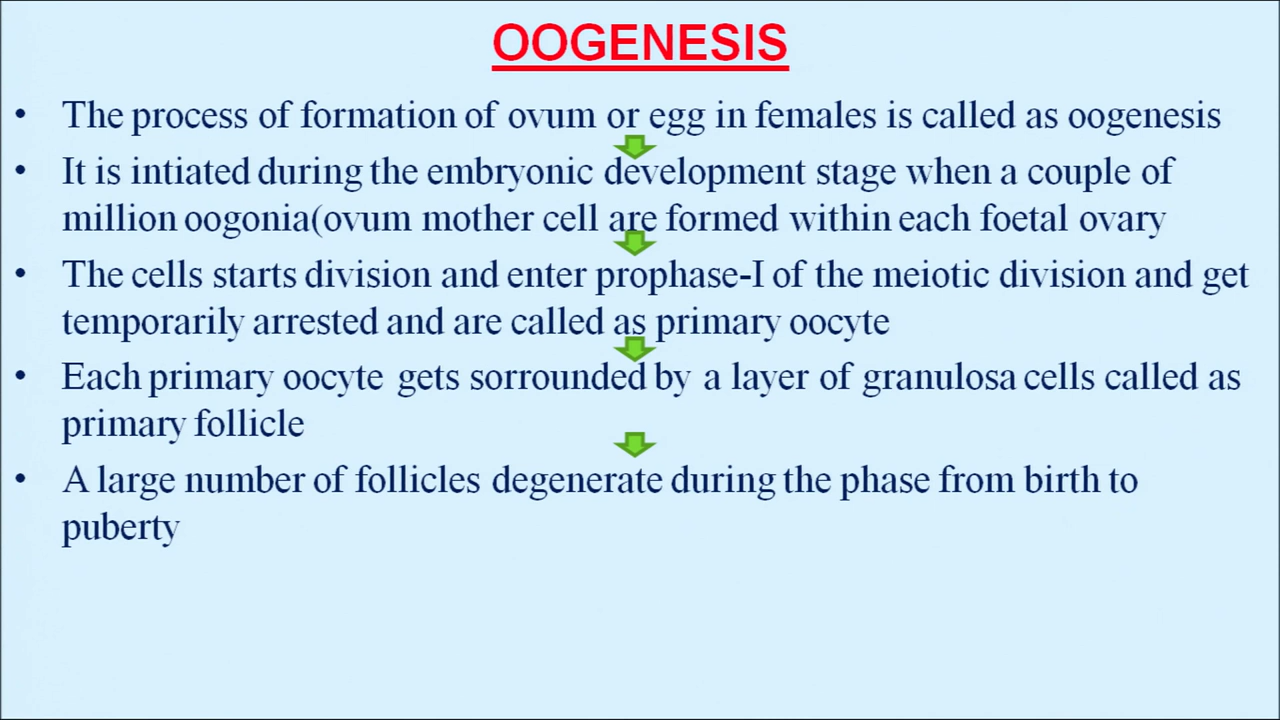 OOGENESIS
• The process of formation of ovum or egg in females is called as oogenesis
• It is intiated during the embryonic development stage when a couple of
million oogonia(ovum mother cell are formed within each foetal ovary
• The cells starts division and enter prophase-I of the meiotic division and get
temporarily arrested and are called as primary oocyte
• Each primary oocyte gets sorrounded by a layer of granulosa cells called as
primary follicle
• A large number of follicles degenerate during the phase from birth to
puberty